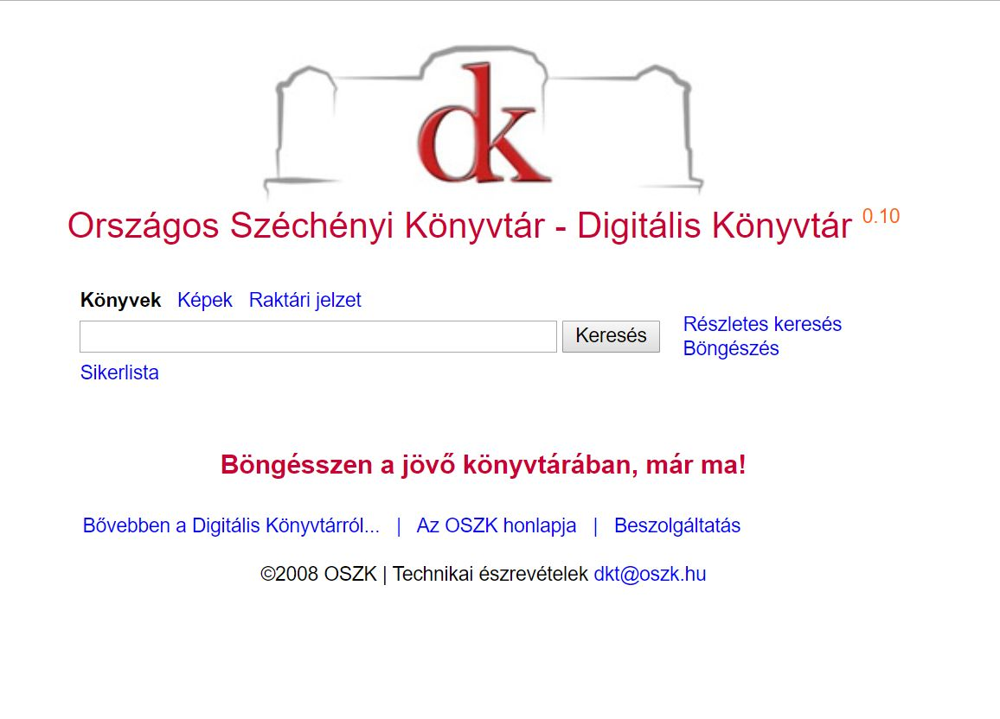 dk
Országos Széchényi Könyvtár - Digitális Könyvtár 0.10
Könyvek Képek Raktári jelzet
Keresés
Részletes keresés
Böngészés
Sikerlista
Böngésszen a jövő könyvtárában, már ma!
Bővebben a Digitális Könyvtárról... | Az OSZK honlapja | Beszolgáltatás
©2008 OSZK | Technikai észrevételek dkt@oszk.hu